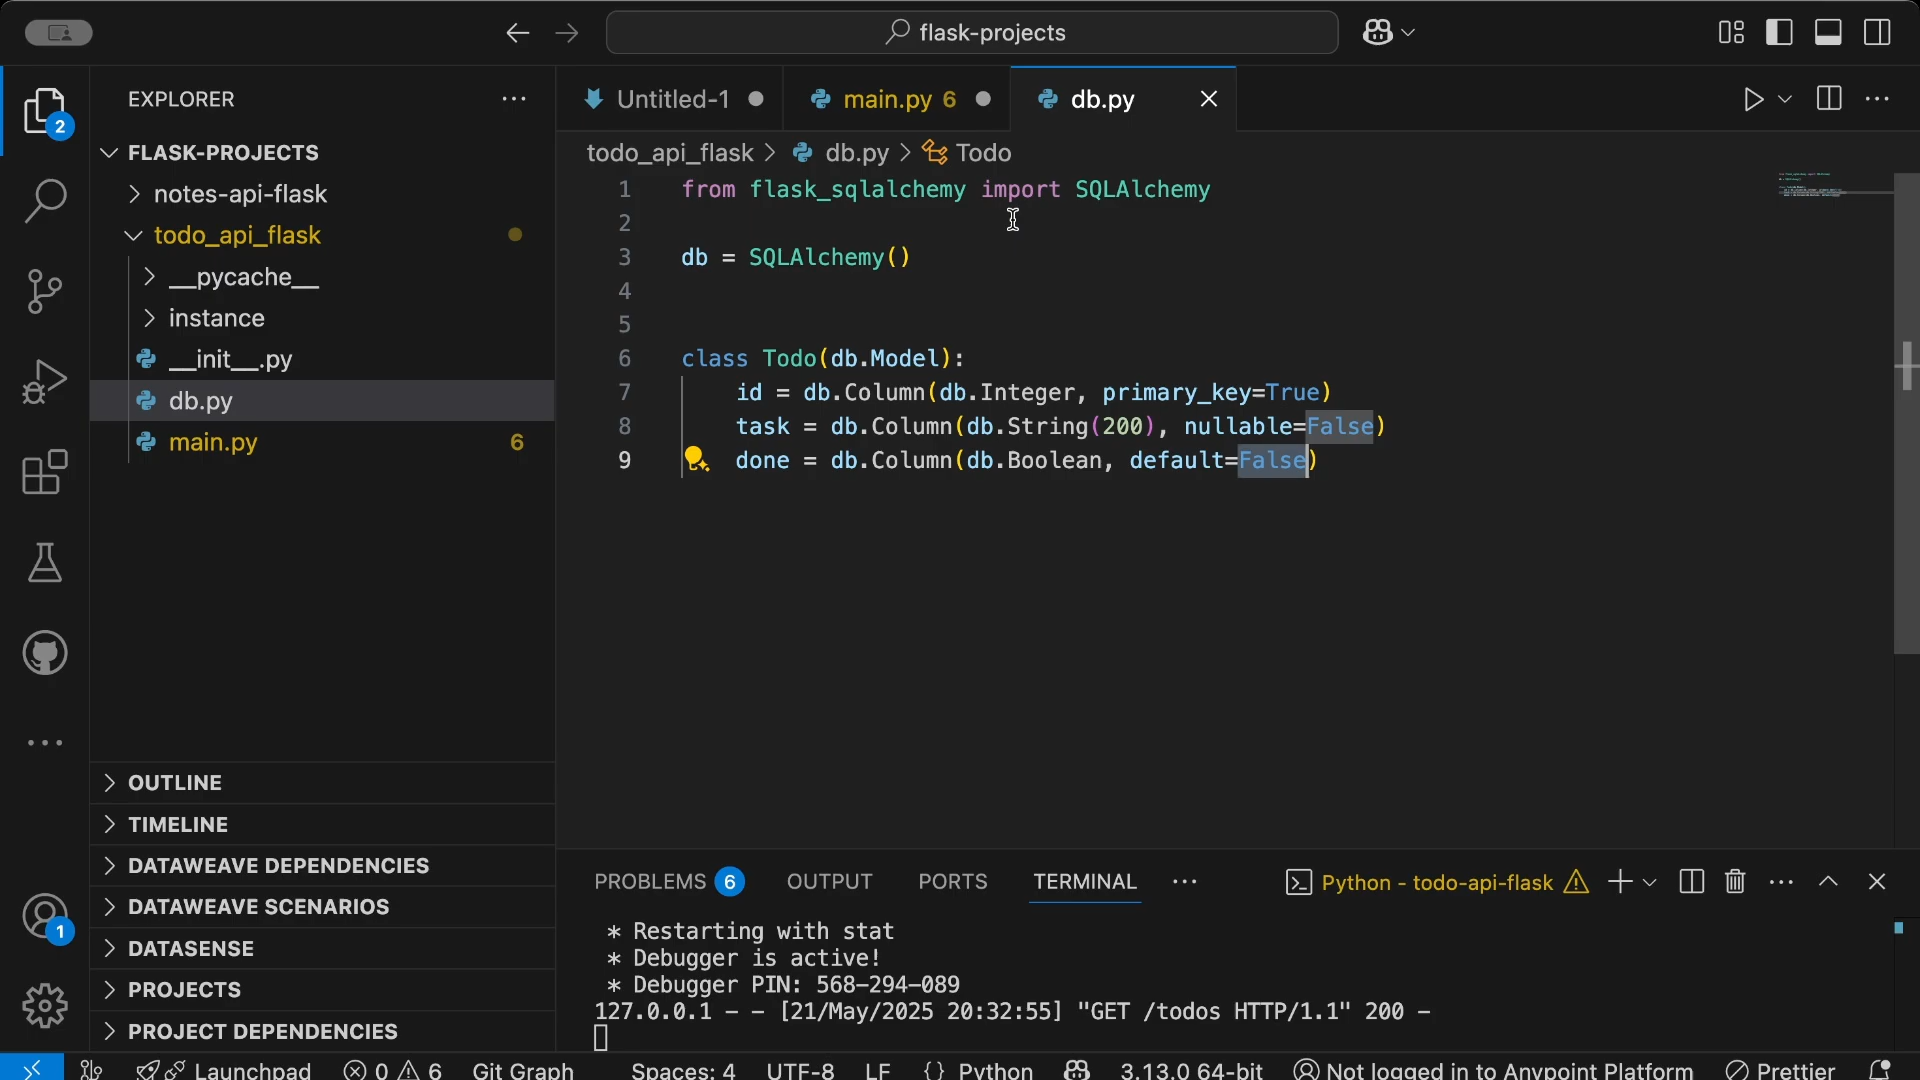 flask-projects
EXPLORER
2
FLASK-PROJECTS
notes-api-flask
todo_api_flask
__pycache__
instance
__init__.py
db.py
main.py 6
OUTLINE
TIMELINE
DATAWEAVE DEPENDENCIES
DATAWEAVE SCENARIOS
DATASENSE
PROJECTS
PROJECT DEPENDENCIES
1
Untitled-1 main.py 6 db.py
todo_api_flask > db.py > Todo
1 from flask_sqlalchemy import SQLAlchemy
2
3 db = SQLAlchemy()
4
5
6 class Todo(db.Model):
7 id = db.Column(db.Integer, primary_key=True)
8 task = db.Column(db.String(200), nullable=False)
9 done = db.Column(db.Boolean, default=False)
PROBLEMS 6 OUTPUT PORTS TERMINAL ··· Python - todo-api-flask
* Restarting with stat
* Debugger is active!
* Debugger PIN: 568-294-089
127.0.0.1 - - [21/May/2025 20:32:55] "GET /todos HTTP/1.1" 200 -
Launchpad 0 6 Git Graph Spaces: 4 UTF-8 LF {} Python 3.13.0 64-bit Not logged in to Anypoint Platform Prettier